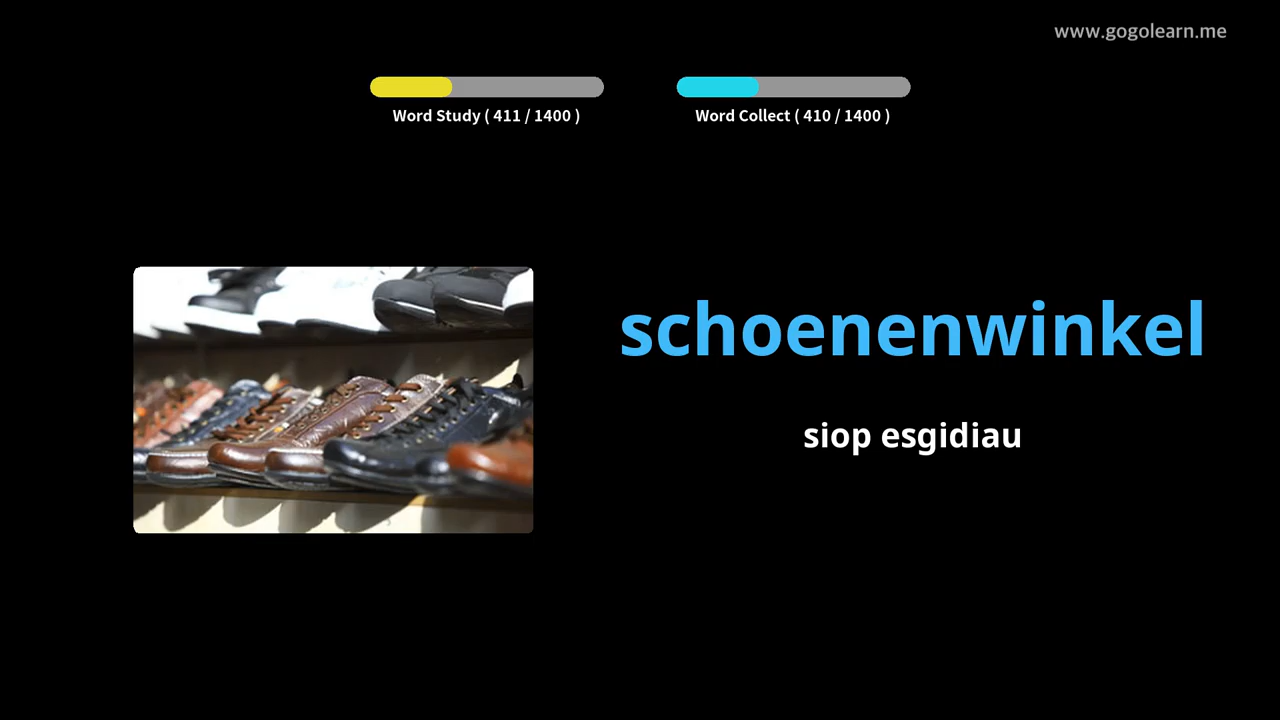 www.gogolearn.me
Word Study ( 411 / 1400 )
Word Collect ( 410 / 1400 )
schoenenwinkel
siop esgidiau